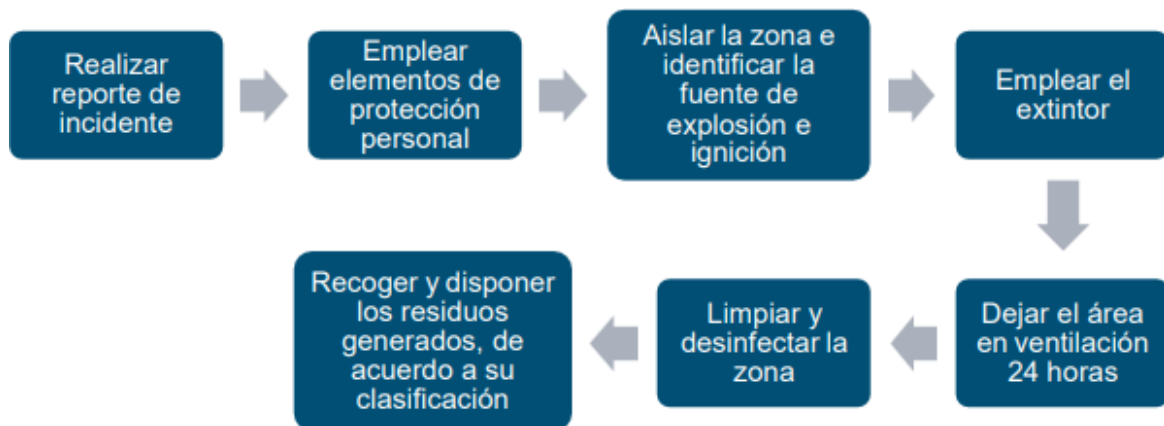 Realizar
reporte de
incidente
Emplear
elementos de
protección
personal
Aislar la zona e
identificar la
fuente de
explosión e
ignición
Emplear el
extintor
Dejar el área
en ventilación
24 horas
Limpiar y
desinfectar la
zona
Recoger y disponer
los residuos
generados, de
acuerdo a su
clasificación